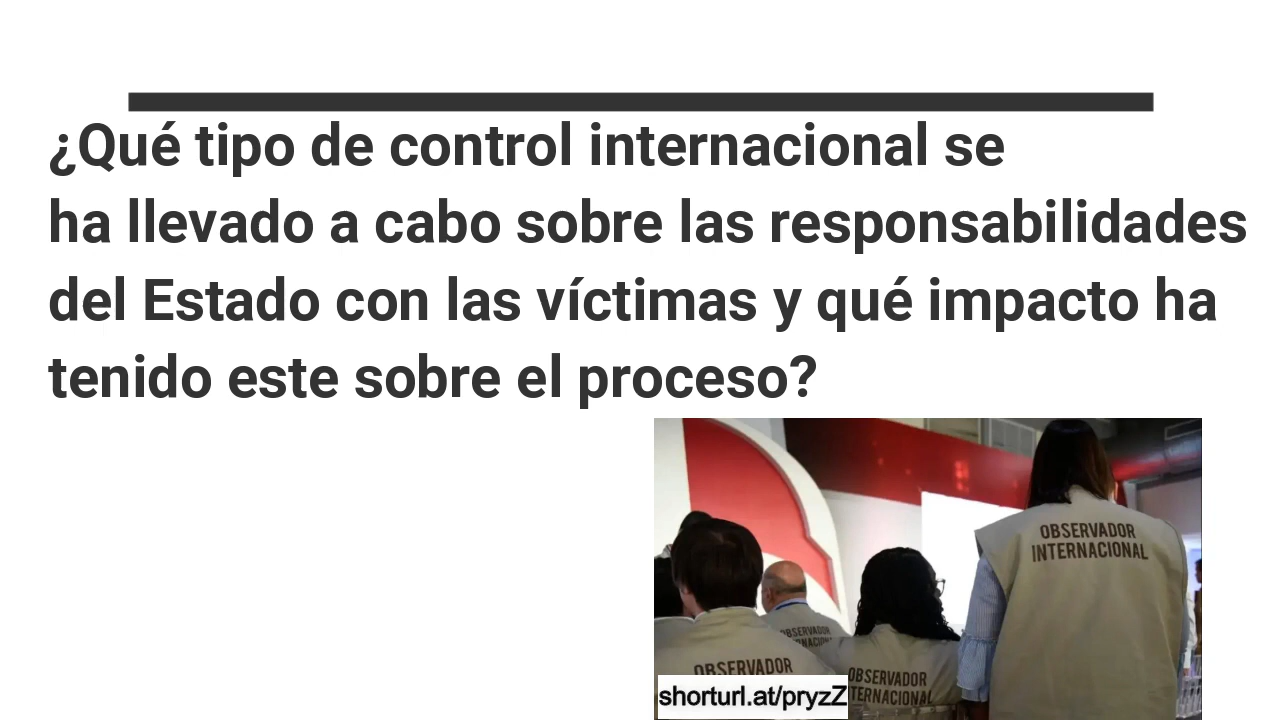 ¿Qué tipo de control internacional se
ha llevado a cabo sobre las responsabilidades
del Estado con las víctimas y qué impacto ha
tenido este sobre el proceso?
OBSERVADOR
INTERNACIONAL
OBSERVADOR
OBSERVADOR
OBSERVADOR
shorturl.at/pryzZ